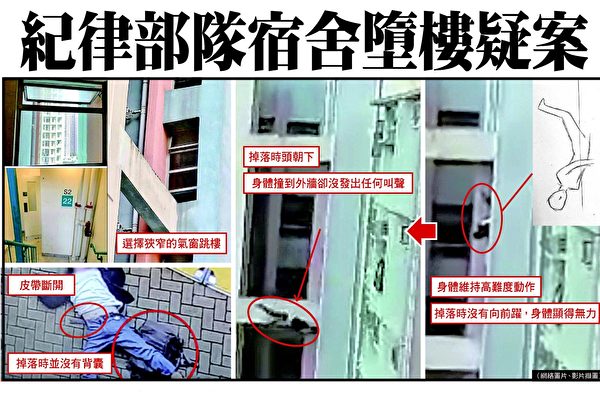 紀律部隊宿舍墮樓疑案
S2
22
選擇狹窄的氣窗跳樓
皮帶斷開
掉落時並沒有背囊
掉落時頭朝下
身體撞到外牆卻沒發出任何叫聲
身體維持高難度動作
掉落時沒有向前躍，身體顯得無力
（網絡圖片、影片擷圖）